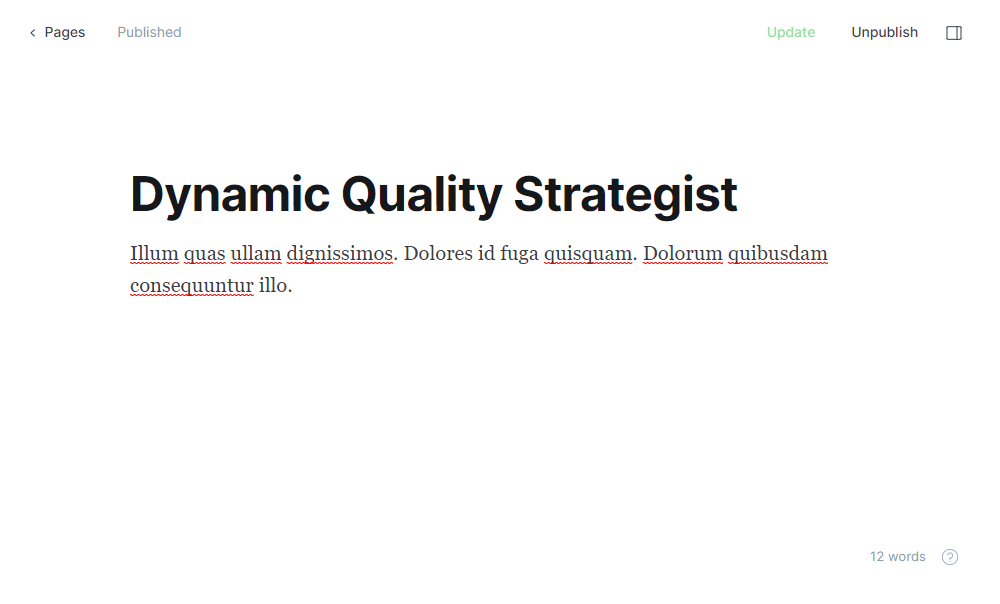 Pages
Published
Update
Unpublish
Dynamic Quality Strategist
Illum quas ullam dignissimos. Dolores id fuga quisquam. Dolorum quibusdam
consequuntur illo.
12 words